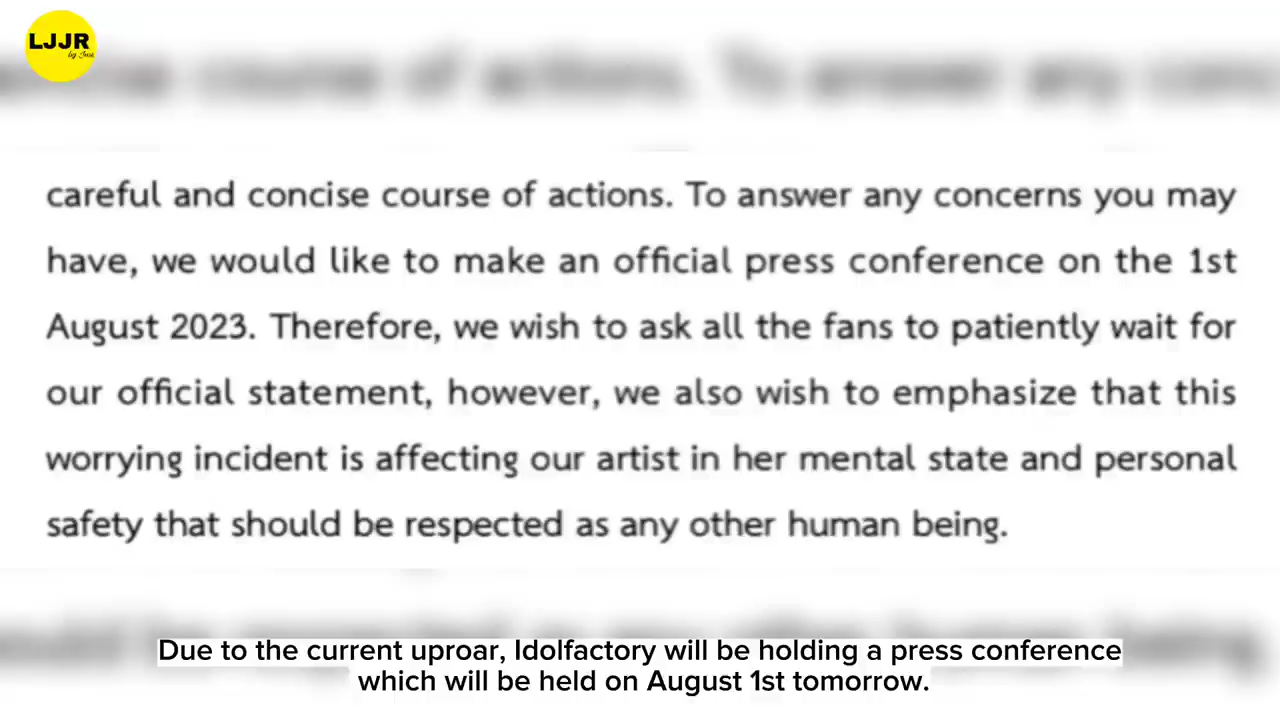 LJJR
by Jase
careful and concise course of actions. To answer any concerns you may
have, we would like to make an official press conference on the 1st
August 2023. Therefore, we wish to ask all the fans to patiently wait for
our official statement, however, we also wish to emphasize that this
worrying incident is affecting our artist in her mental state and personal
safety that should be respected as any other human being.
Due to the current uproar, Idolfactory will be holding a press conference
which will be held on August 1st tomorrow.